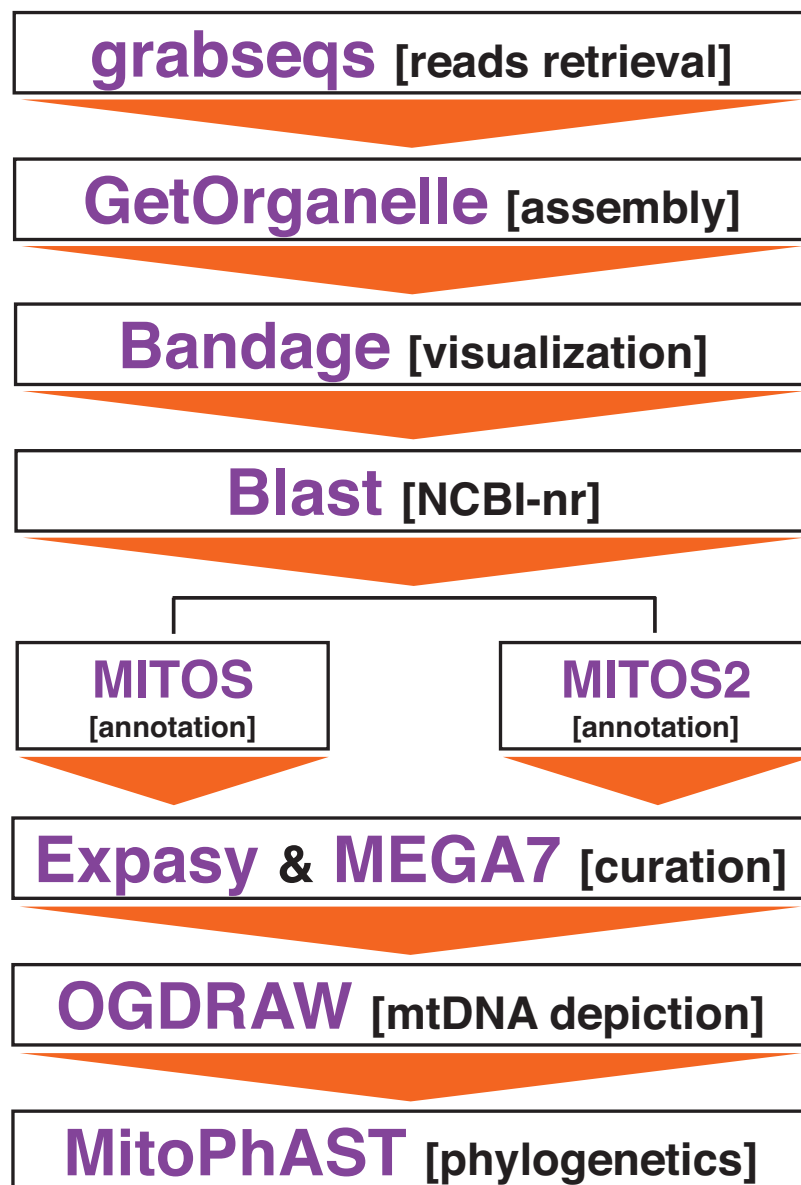 grabseqs [reads retrieval]
GetOrganelle [assembly]
Bandage [visualization]
Blast [NCBI-nr]
MITOS
[annotation]
MITOS2
[annotation]
Expasy & MEGA7 [curation]
OGDRAW [mtDNA depiction]
MitoPhAST [phylogenetics]